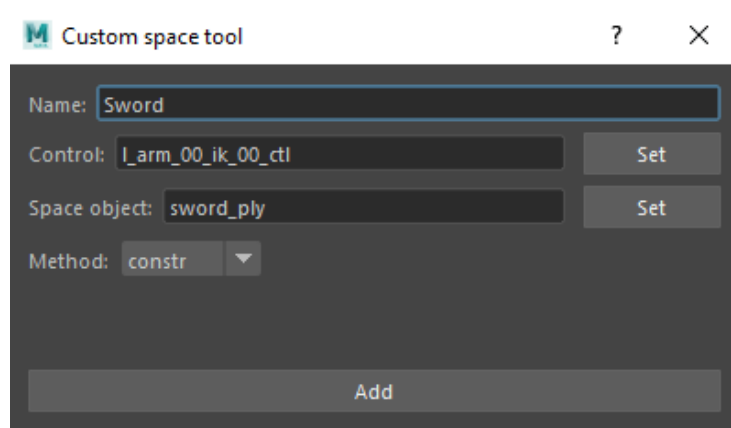 Custom space tool ?
Name: Sword
Control: l_arm_00_ik_00_ctl Set
Space object: sword_ply Set
Method: constr
Add